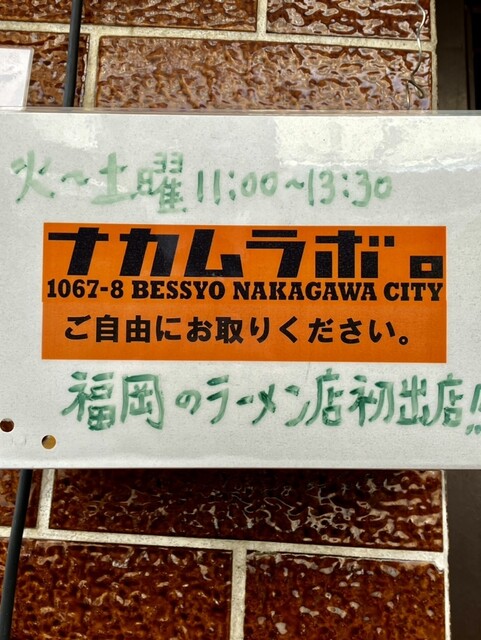 火～土曜 11:00～13:30
ナカムラボ。
1067-8 BESSYO NAKAGAWA CITY
ご自由にお取りください。
福岡のラーメン店初出店!!